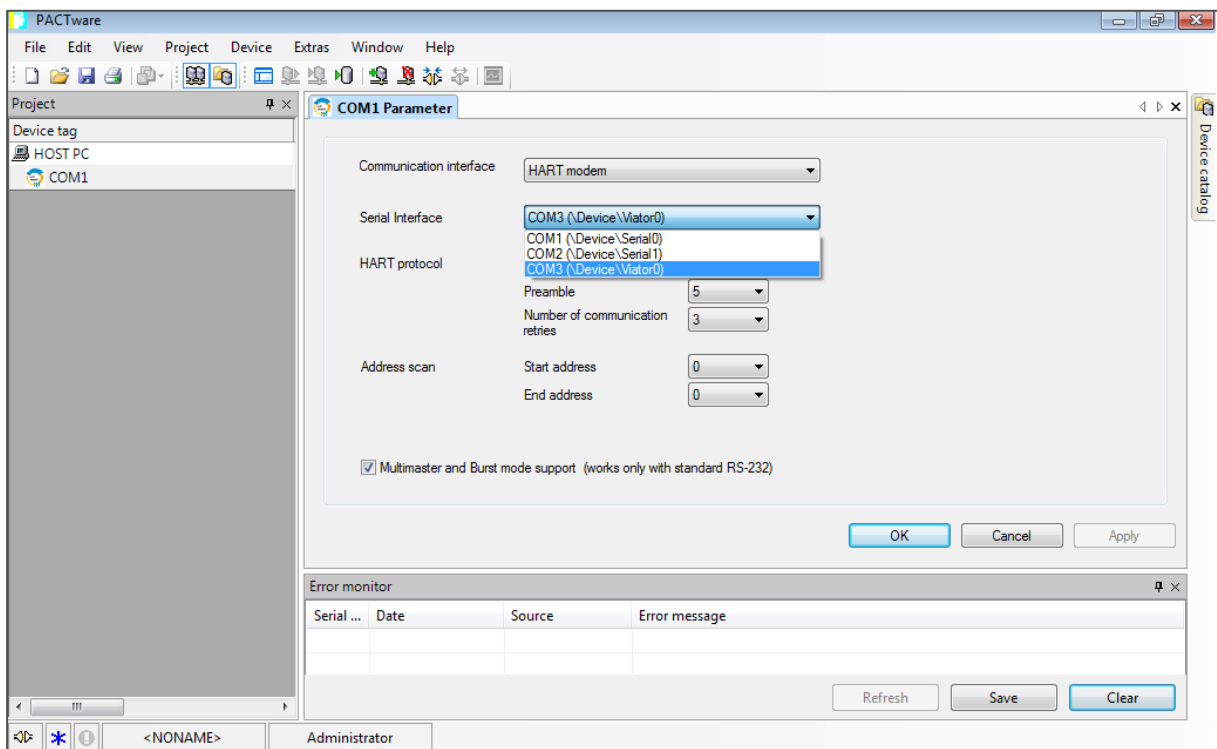 PACTware
File Edit View Project Device Extras Window Help
Project
Device tag
HOST PC
COM1
COM1 Parameter
Device catalog
Communication interface HART modem
Serial Interface COM3 (\Device\Viator0)
COM1 (\Device\Serial0)
COM2 (\Device\Serial1)
HART protocol COM3 (\Device\Viator0)
Preamble 5
Number of communication retries 3
Address scan Start address 0
End address 0
Multimaster and Burst mode support (works only with standard RS-232)
OK Cancel Apply
Error monitor
Serial ... Date Source Error message
Refresh Save Clear
<NONAME> Administrator